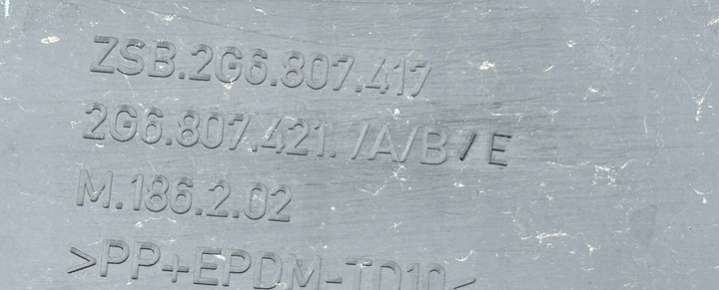 ZSB.2G6.807.417
2G6.807.421. /A/B/E
M.186.2.02
>PP+EPDM-TD10<